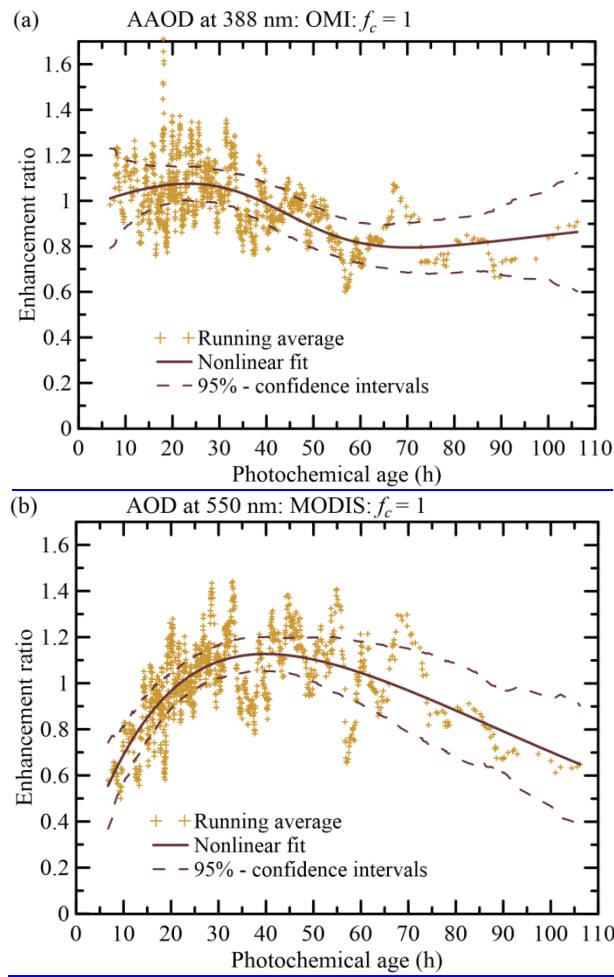 (a) AAOD at 388 nm: OMI: f_c = 1
1.6
1.4
1.2
1
0.8
0.6
0.4
0.2
0
Enhancement ratio
Running average
Nonlinear fit
95% - confidence intervals
0 10 20 30 40 50 60 70 80 90 100 110
Photochemical age (h)
(b) AOD at 550 nm: MODIS: f_c = 1
1.6
1.4
1.2
1
0.8
0.6
0.4
0.2
0
Enhancement ratio
Running average
Nonlinear fit
95% - confidence intervals
0 10 20 30 40 50 60 70 80 90 100 110
Photochemical age (h)